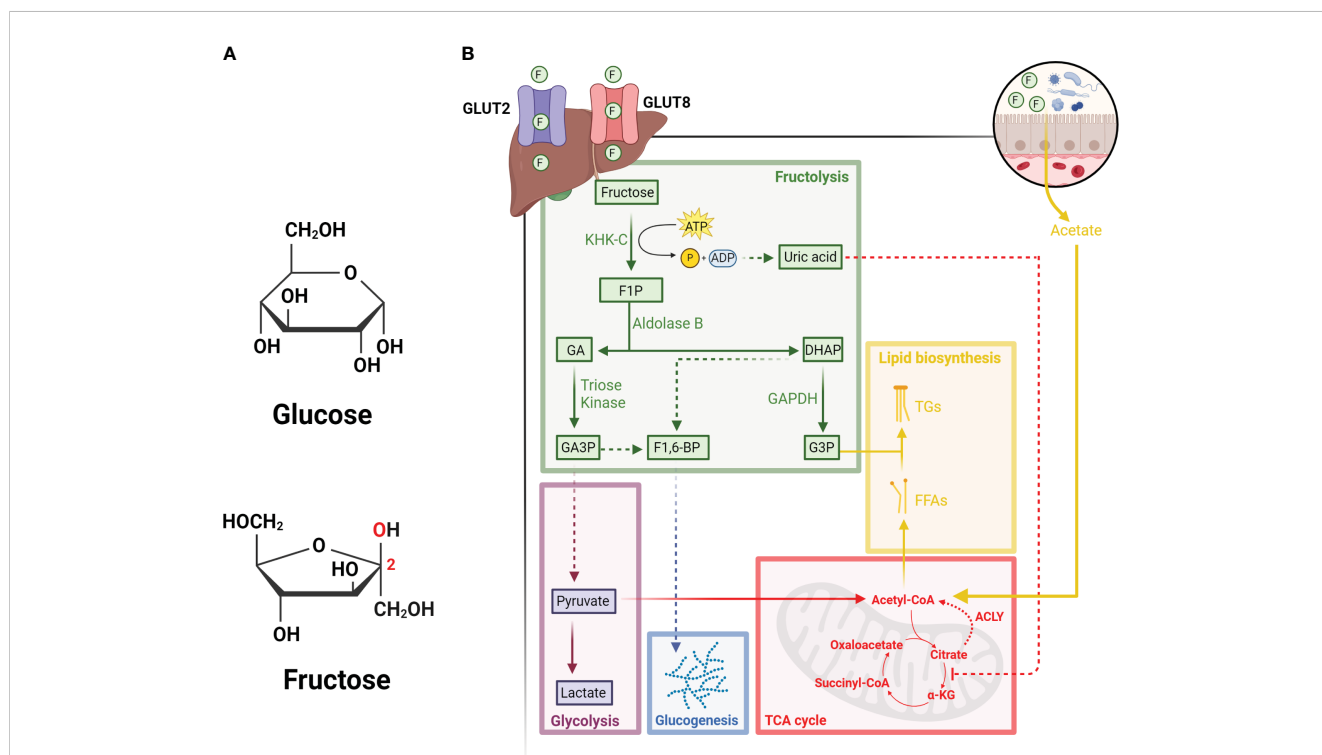 A
B
CH₂OH
O
OH
OH
OH
OH
Glucose
HOCH₂
OH
O
HO
2
CH₂OH
OH
Fructose
F
F
GLUT2
GLUT8
F
F
F
F
F
F
F
Fructolysis
Fructose
ATP
KHK-C
P + ADP
Uric acid
F1P
Aldolase B
GA
DHAP
Triose
Kinase
GAPDH
GA3P
F1,6-BP
G3P
Acetate
Lipid biosynthesis
TGs
FFAs
Pyruvate
Lactate
Glycolysis
Glucogenesis
Acetyl-CoA
ACLY
Oxaloacetate
Citrate
Succinyl-CoA
α-KG
TCA cycle